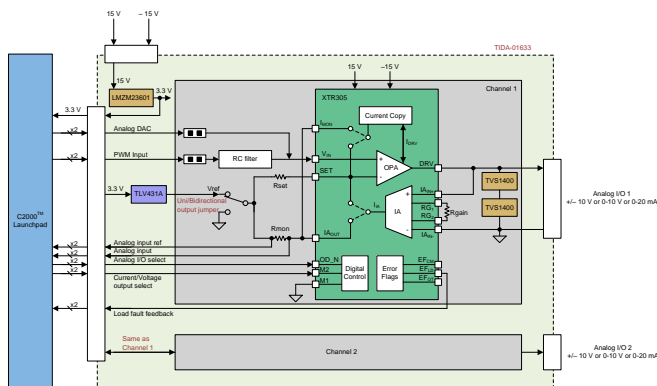 15 V
– 15 V
TIDA-01633
15 V
3.3 V
LMZM23601
3.3 V
15 V
–15 V
Channel 1
XTR305
Current Copy
x2
Analog DAC
IMON
IDRV
x2
PWM Input
RC filter
VIN
SET
OPA
DRV
TVS1400
TVS1400
Analog I/O 1
+/– 10 V or 0-10 V or 0-20 mA
3.3 V
TLV431A
Vref
Uni/Bidirectional
output jumper
Rset
IIA
IA
IAIN+
RG1
RG2
IAIN-
Rgain
C2000™
Launchpad
Rmon
IAOUT
x2
Analog input ref
x2
Analog input
x2
Analog I/O select
x2
Current/Voltage
output select
OD_N
M2
M1
Digital
Control
Error
Flags
EFCM
EFLD
EFOT
x2
Load fault feedback
Same as
Channel 1
Channel 2
Analog I/O 2
+/– 10 V or 0-10 V or 0-20 mA